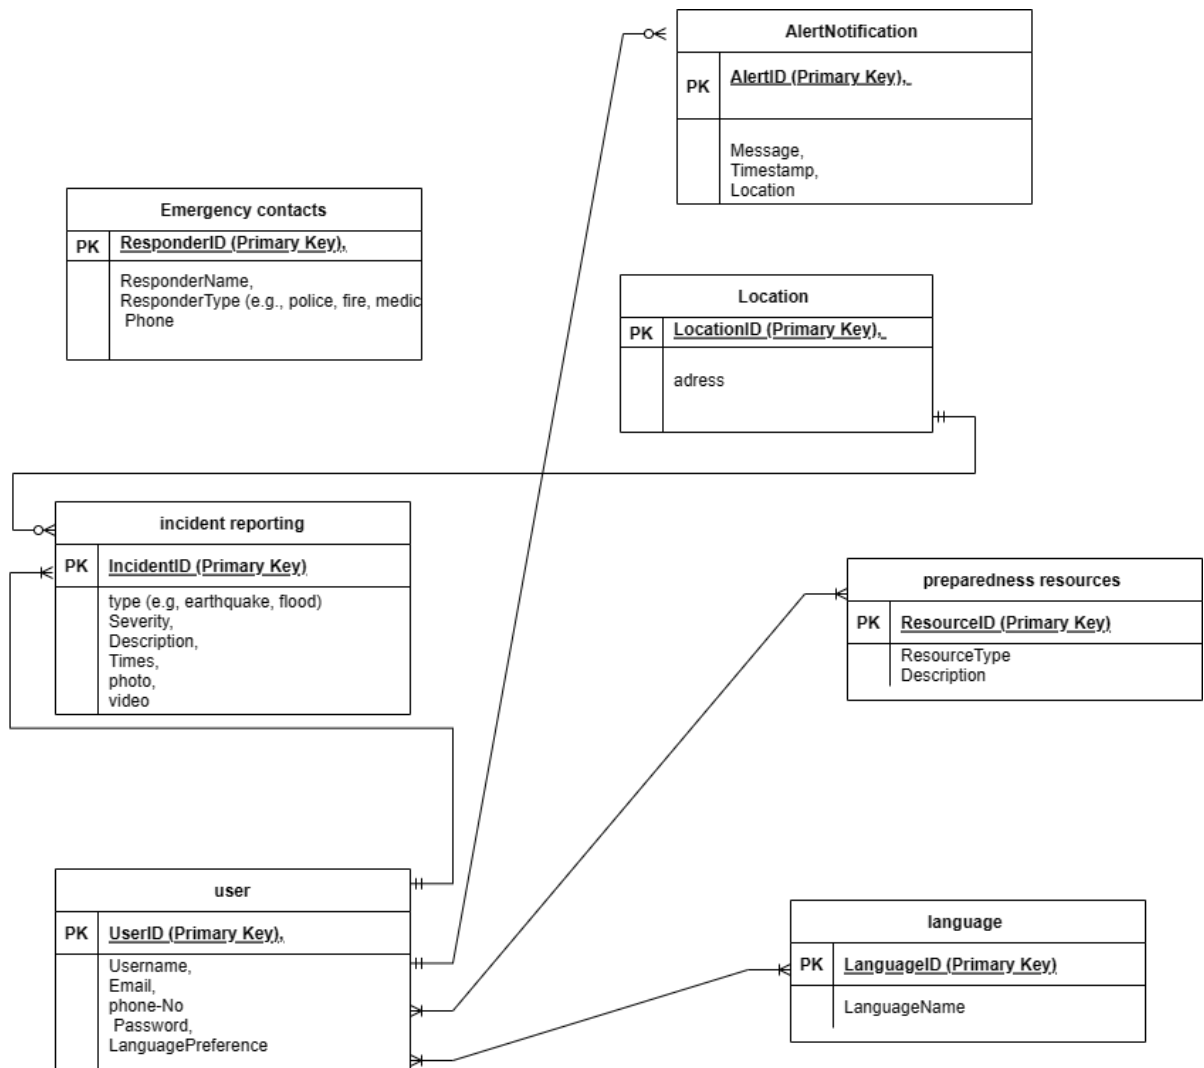 AlertNotification
PK
AlertID (Primary Key),
Message,
Timestamp,
Location
Emergency contacts
PK
ResponderID (Primary Key),
ResponderName,
ResponderType (e.g., police, fire, medic
Phone
Location
PK
LocationID (Primary Key),
adress
incident reporting
PK
IncidentID (Primary Key)
type (e.g, earthquake, flood)
Severity,
Description,
Times,
photo,
video
preparedness resources
PK
ResourceID (Primary Key)
ResourceType
Description
user
PK
UserID (Primary Key),
Username,
Email,
phone-No
Password,
LanguagePreference
language
PK
LanguageID (Primary Key)
LanguageName